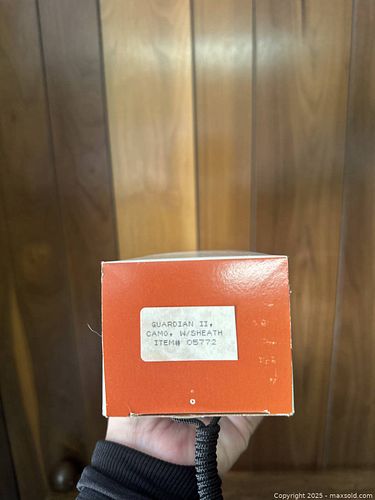 GUARDIAN II,
CAMO, W/SHEATH
ITEM# 05772
Copyright 2025 - maxsold.com